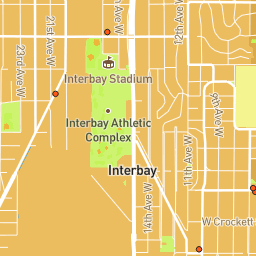 21st Ave W
23rd Ave W
Ave W
12th Ave W
Interbay Stadium
9th Ave W
Interbay Athletic
Complex
Interbay
11th Ave W
14th Ave W
W Crockett